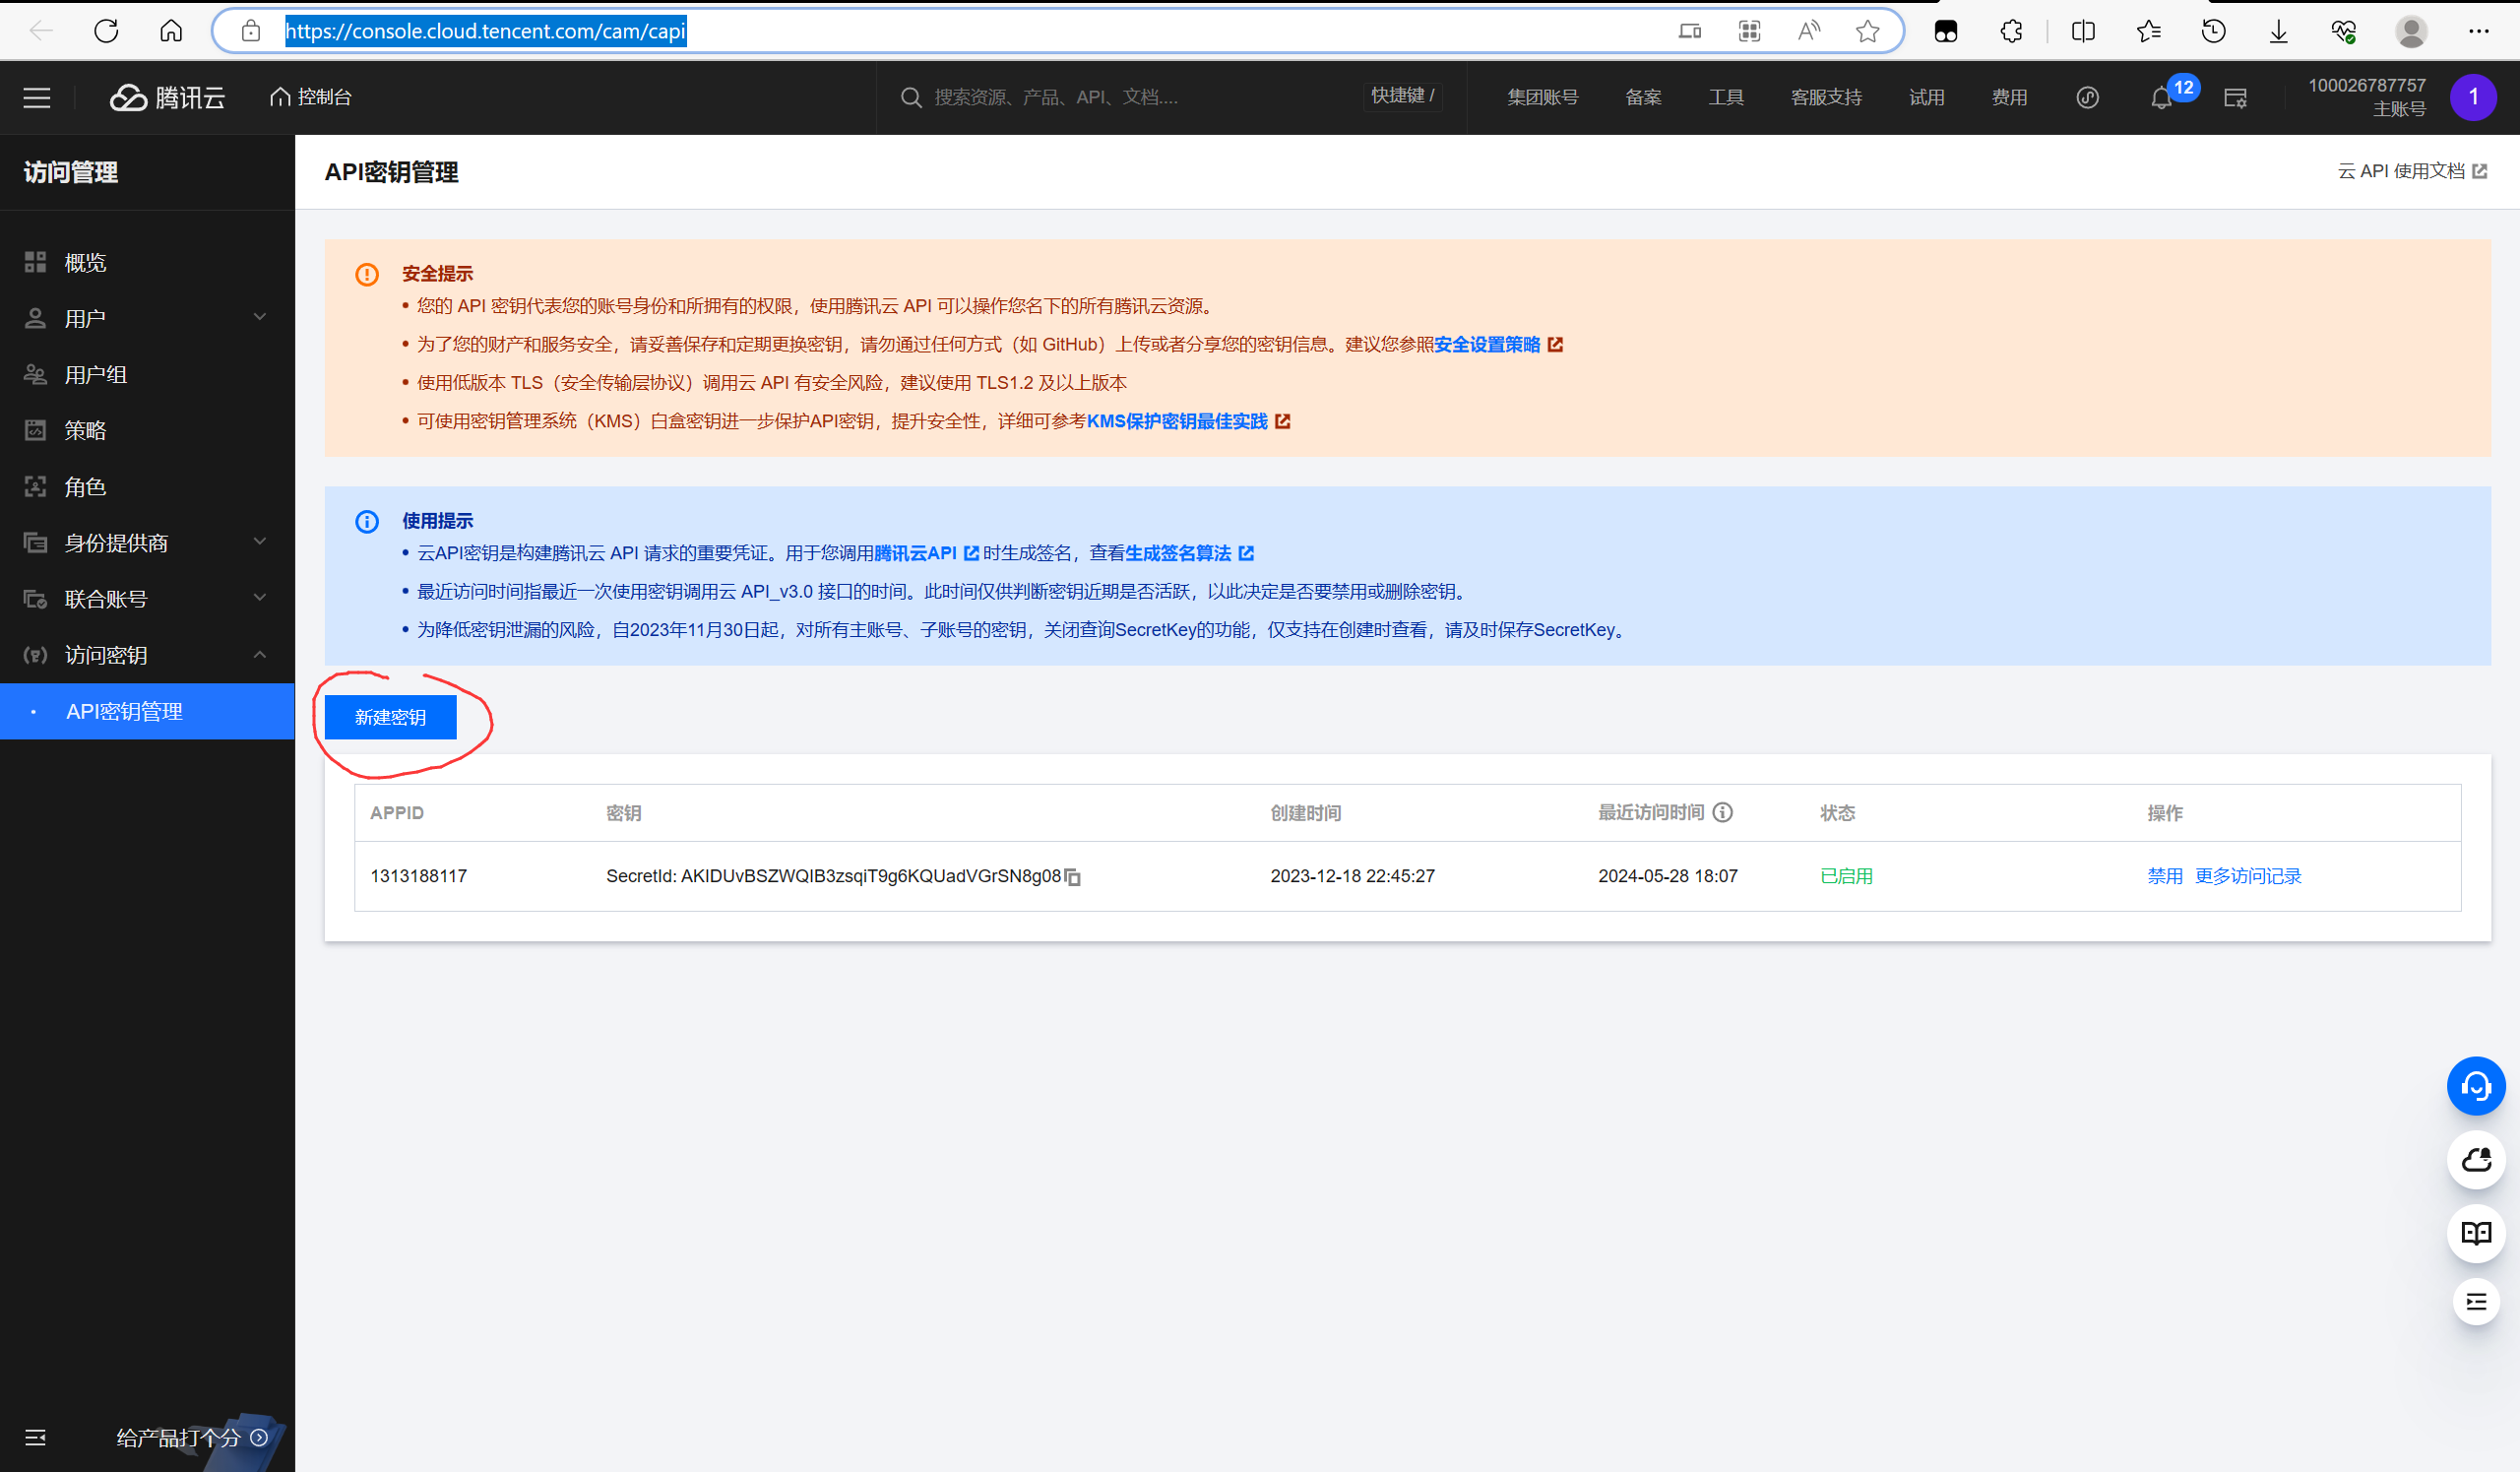 https://console.cloud.tencent.com/cam/capi
腾讯云
控制台
搜索资源、产品、API、文档....
快捷键 /
集团账号
备案
工具
客服支持
试用
费用
12
100026787757
主账号
1
访问管理
概览
用户
用户组
策略
角色
身份提供商
联合账号
访问密钥
API密钥管理
给产品打个分
API密钥管理
云 API 使用文档
安全提示
• 您的 API 密钥代表您的账号身份和所拥有的权限，使用腾讯云 API 可以操作您名下的所有腾讯云资源。
• 为了您的财产和服务安全，请妥善保存和定期更换密钥，请勿通过任何方式（如 GitHub）上传或者分享您的密钥信息。建议您参照安全设置策略
• 使用低版本 TLS（安全传输层协议）调用云 API 有安全风险，建议使用 TLS1.2 及以上版本
• 可使用密钥管理系统（KMS）白盒密钥进一步保护API密钥，提升安全性，详细可参考KMS保护密钥最佳实践
使用提示
• 云API密钥是构建腾讯云 API 请求的重要凭证。用于您调用腾讯云API 时生成签名，查看生成签名算法
• 最近访问时间指最近一次使用密钥调用云 API_v3.0 接口的时间。此时间仅供判断密钥近期是否活跃，以此决定是否要禁用或删除密钥。
• 为降低密钥泄漏的风险，自2023年11月30日起，对所有主账号、子账号的密钥，关闭查询SecretKey的功能，仅支持在创建时查看，请及时保存SecretKey。
新建密钥
APPID 密钥 创建时间 最近访问时间 状态 操作
1313188117 SecretId: AKIDUvBSZWQIB3zsqiT9g6KQUadVGrSN8g08 2023-12-18 22:45:27 2024-05-28 18:07 已启用 禁用 更多访问记录